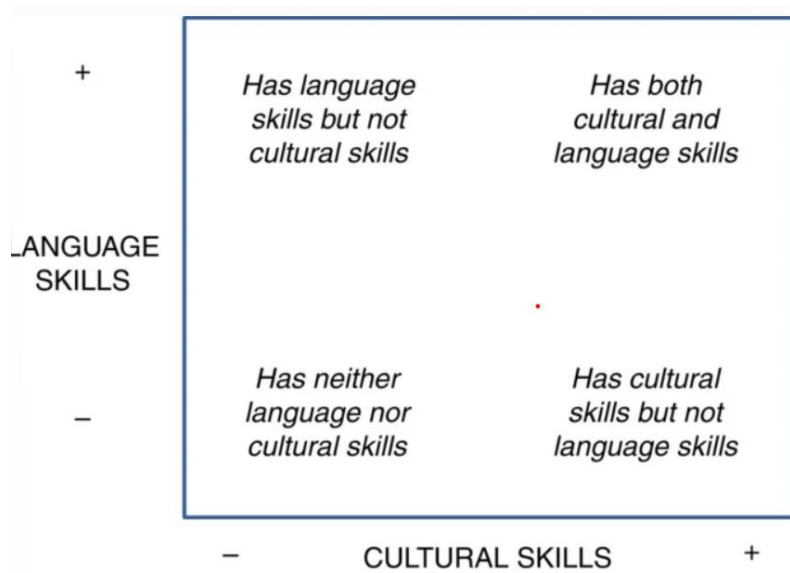 +
Has language
skills but not
cultural skills
Has both
cultural and
language skills
LANGUAGE
SKILLS
–
Has neither
language nor
cultural skills
Has cultural
skills but not
language skills
– CULTURAL SKILLS +